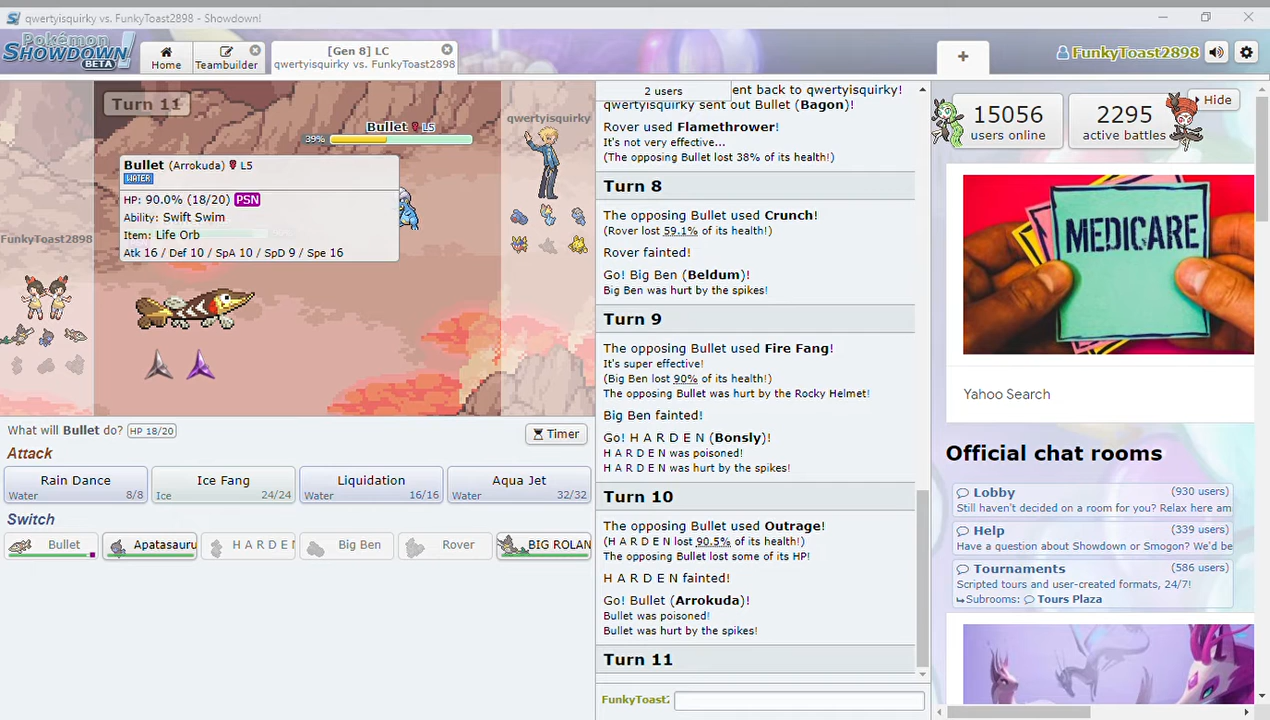 qwertyisquirky vs. FunkyToast2898 - Showdown!
Pokémon
SHOWDOWN!
BETA
Home
Teambuilder
[Gen 8] LC
qwertyisquirky vs. FunkyToast2898
+
FunkyToast2898
Turn 11
Bullet L5
39%
qwertyisquirky
FunkyToast2898
Bullet (Arrokuda) L5
WATER
HP: 90.0% (18/20) PSN
Ability: Swift Swim
Item: Life Orb
Atk 16 / Def 10 / SpA 10 / SpD 9 / Spe 16
What will Bullet do? HP 18/20
Timer
Attack
Rain Dance
Water 8/8
Ice Fang
Ice 24/24
Liquidation
Water 16/16
Aqua Jet
Water 32/32
Switch
Bullet
Apatasauru
H A R D E N
Big Ben
Rover
BIG ROLAN
2 users
ent back to qwertyisquirky!
qwertyisquirky sent out Bullet (Bagon)!
Rover used Flamethrower!
It's not very effective...
(The opposing Bullet lost 38% of its health!)
Turn 8
The opposing Bullet used Crunch!
(Rover lost 59.1% of its health!)
Rover fainted!
Go! Big Ben (Beldum)!
Big Ben was hurt by the spikes!
Turn 9
The opposing Bullet used Fire Fang!
It's super effective!
(Big Ben lost 90% of its health!)
The opposing Bullet was hurt by the Rocky Helmet!
Big Ben fainted!
Go! H A R D E N (Bonsly)!
H A R D E N was poisoned!
H A R D E N was hurt by the spikes!
Turn 10
The opposing Bullet used Outrage!
(H A R D E N lost 90.5% of its health!)
The opposing Bullet lost some of its HP!
H A R D E N fainted!
Go! Bullet (Arrokuda)!
Bullet was poisoned!
Bullet was hurt by the spikes!
Turn 11
FunkyToast2
15056
users online
2295
active battles
Hide
MEDICARE
Yahoo Search
Official chat rooms
Lobby (930 users)
Still haven't decided on a room for you? Relax here am
Help (339 users)
Have a question about Showdown or Smogon? We'd be
Tournaments (586 users)
Scripted tours and user-created formats, 24/7!
↳Subrooms: Tours Plaza